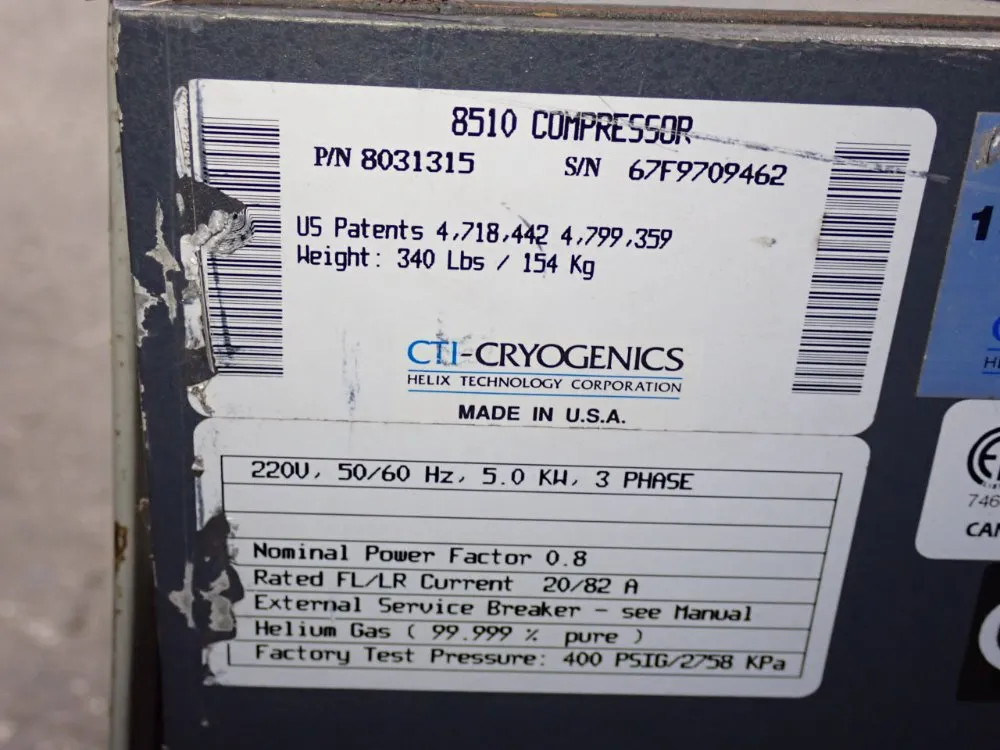 8510 COMPRESSOR
P/N 8031315 S/N 67F9709462
US Patents 4,718,442 4,799,359
Weight: 340 Lbs / 154 Kg
CTI-CRYOGENICS
HELIX TECHNOLOGY CORPORATION
MADE IN U.S.A.
220V, 50/60 Hz, 5.0 KW, 3 PHASE
Nominal Power Factor 0.8
Rated FL/LR Current 20/82 A
External Service Breaker - see Manual
Helium Gas ( 99.999 % pure )
Factory Test Pressure: 400 PSIG/2758 KPa
1
746